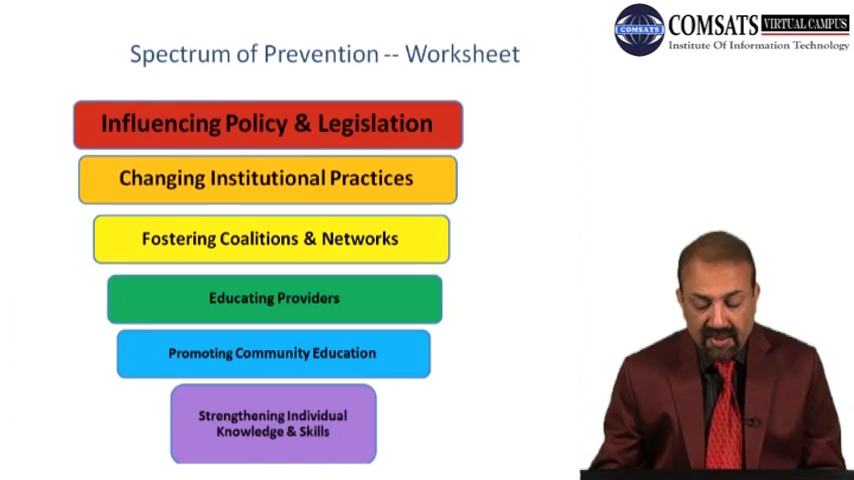 Spectrum of Prevention -- Worksheet
Influencing Policy & Legislation
Changing Institutional Practices
Fostering Coalitions & Networks
Educating Providers
Promoting Community Education
Strengthening Individual
Knowledge & Skills
COMSATS
COMSATS VIRTUAL CAMPUS
Institute Of Information Technology